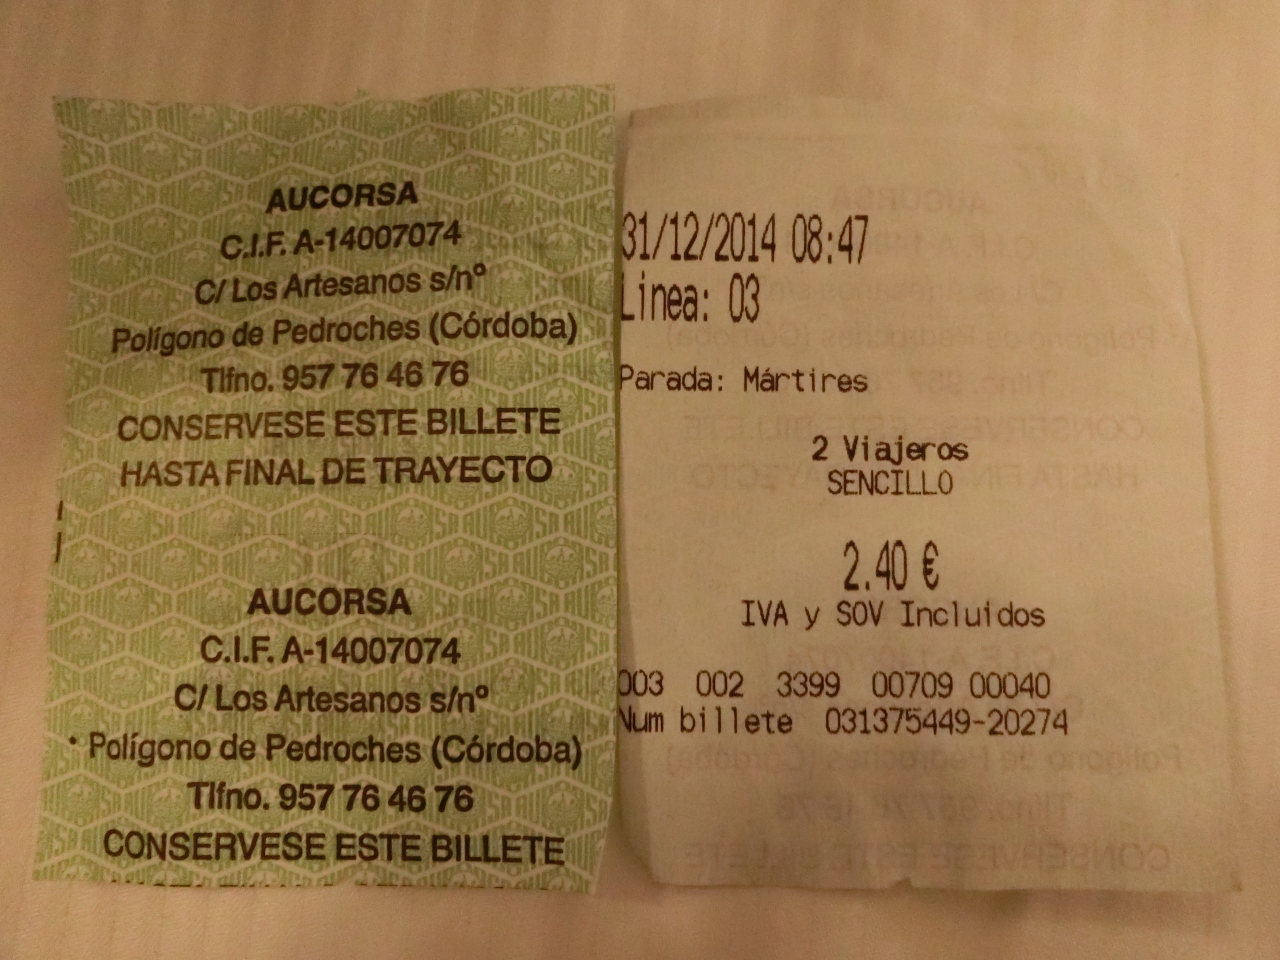 AUCORSA
C.I.F. A-14007074
C/ Los Artesanos s/nº
Polígono de Pedroches (Córdoba)
Tlfno. 957 76 46 76
CONSERVESE ESTE BILLETE
HASTA FINAL DE TRAYECTO
AUCORSA
C.I.F. A-14007074
C/ Los Artesanos s/nº
Polígono de Pedroches (Córdoba)
Tlfno. 957 76 46 76
CONSERVESE ESTE BILLETE
31/12/2014 08:47
Linea: 03
Parada: Mártires
2 Viajeros
SENCILLO
2.40 €
IVA y SOV Incluidos
003 002 3399 00709 00040
Num billete 031375449-20274